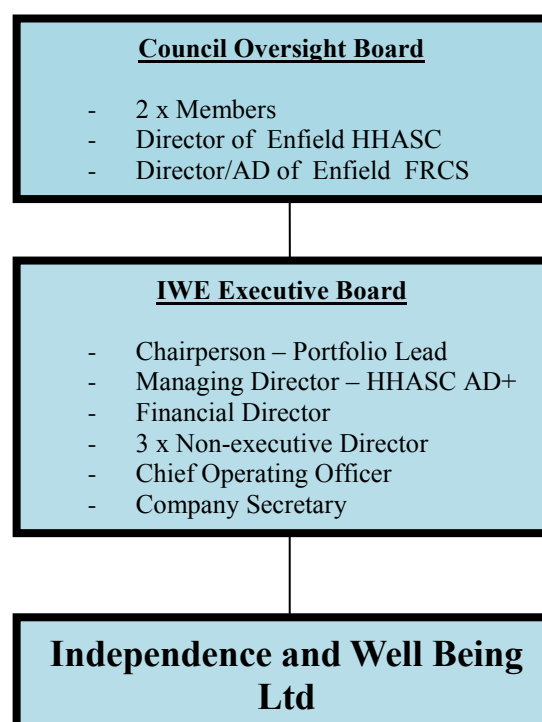 Council Oversight Board
- 2 x Members
- Director of Enfield HHASC
- Director/AD of Enfield FRCS
IWE Executive Board
- Chairperson – Portfolio Lead
- Managing Director – HHASC AD+
- Financial Director
- 3 x Non-executive Director
- Chief Operating Officer
- Company Secretary
Independence and Well Being
Ltd